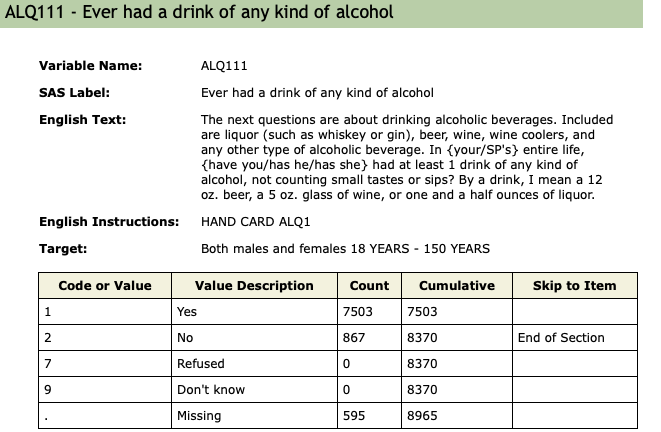 ALQ111 - Ever had a drink of any kind of alcohol
Variable Name: ALQ111
SAS Label: Ever had a drink of any kind of alcohol
English Text: The next questions are about drinking alcoholic beverages. Included
are liquor (such as whiskey or gin), beer, wine, wine coolers, and
any other type of alcoholic beverage. In {your/SP's} entire life,
{have you/has he/has she} had at least 1 drink of any kind of
alcohol, not counting small tastes or sips? By a drink, I mean a 12
oz. beer, a 5 oz. glass of wine, or one and a half ounces of liquor.
English Instructions: HAND CARD ALQ1
Target: Both males and females 18 YEARS - 150 YEARS
Code or Value Value Description Count Cumulative Skip to Item
1 Yes 7503 7503
2 No 867 8370 End of Section
7 Refused 0 8370
9 Don't know 0 8370
. Missing 595 8965